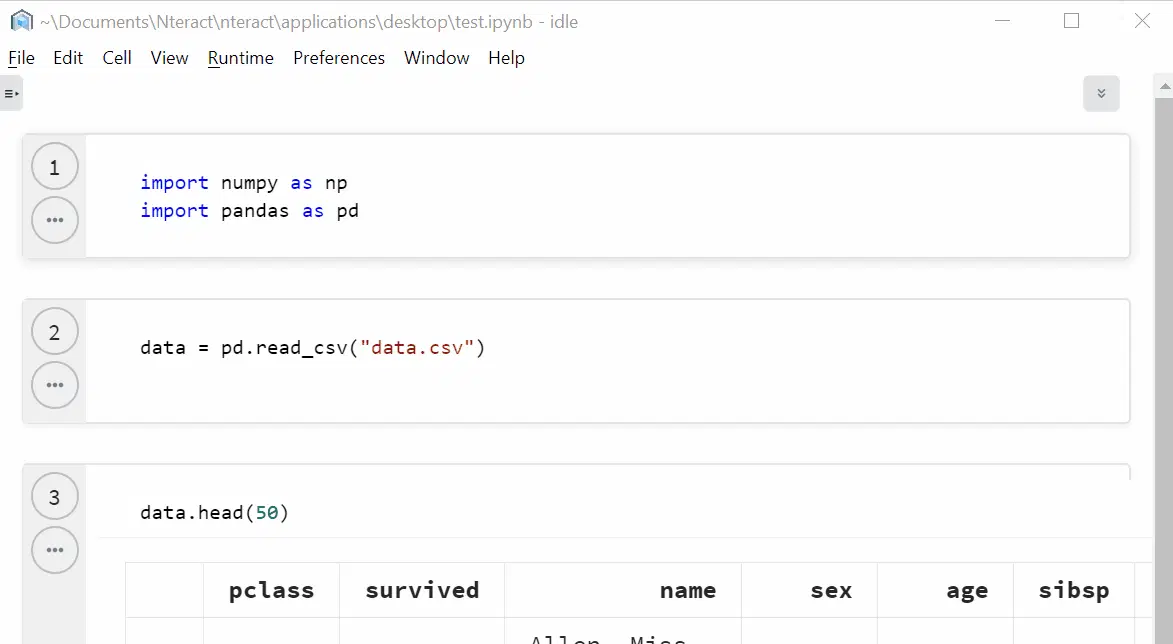 ~\Documents\Nteract\nteract\applications\desktop\test.ipynb - idle
File Edit Cell View Runtime Preferences Window Help
1
import numpy as np
import pandas as pd
2
data = pd.read_csv("data.csv")
3
data.head(50)
pclass survived name sex age sibsp
Allen, Miss.